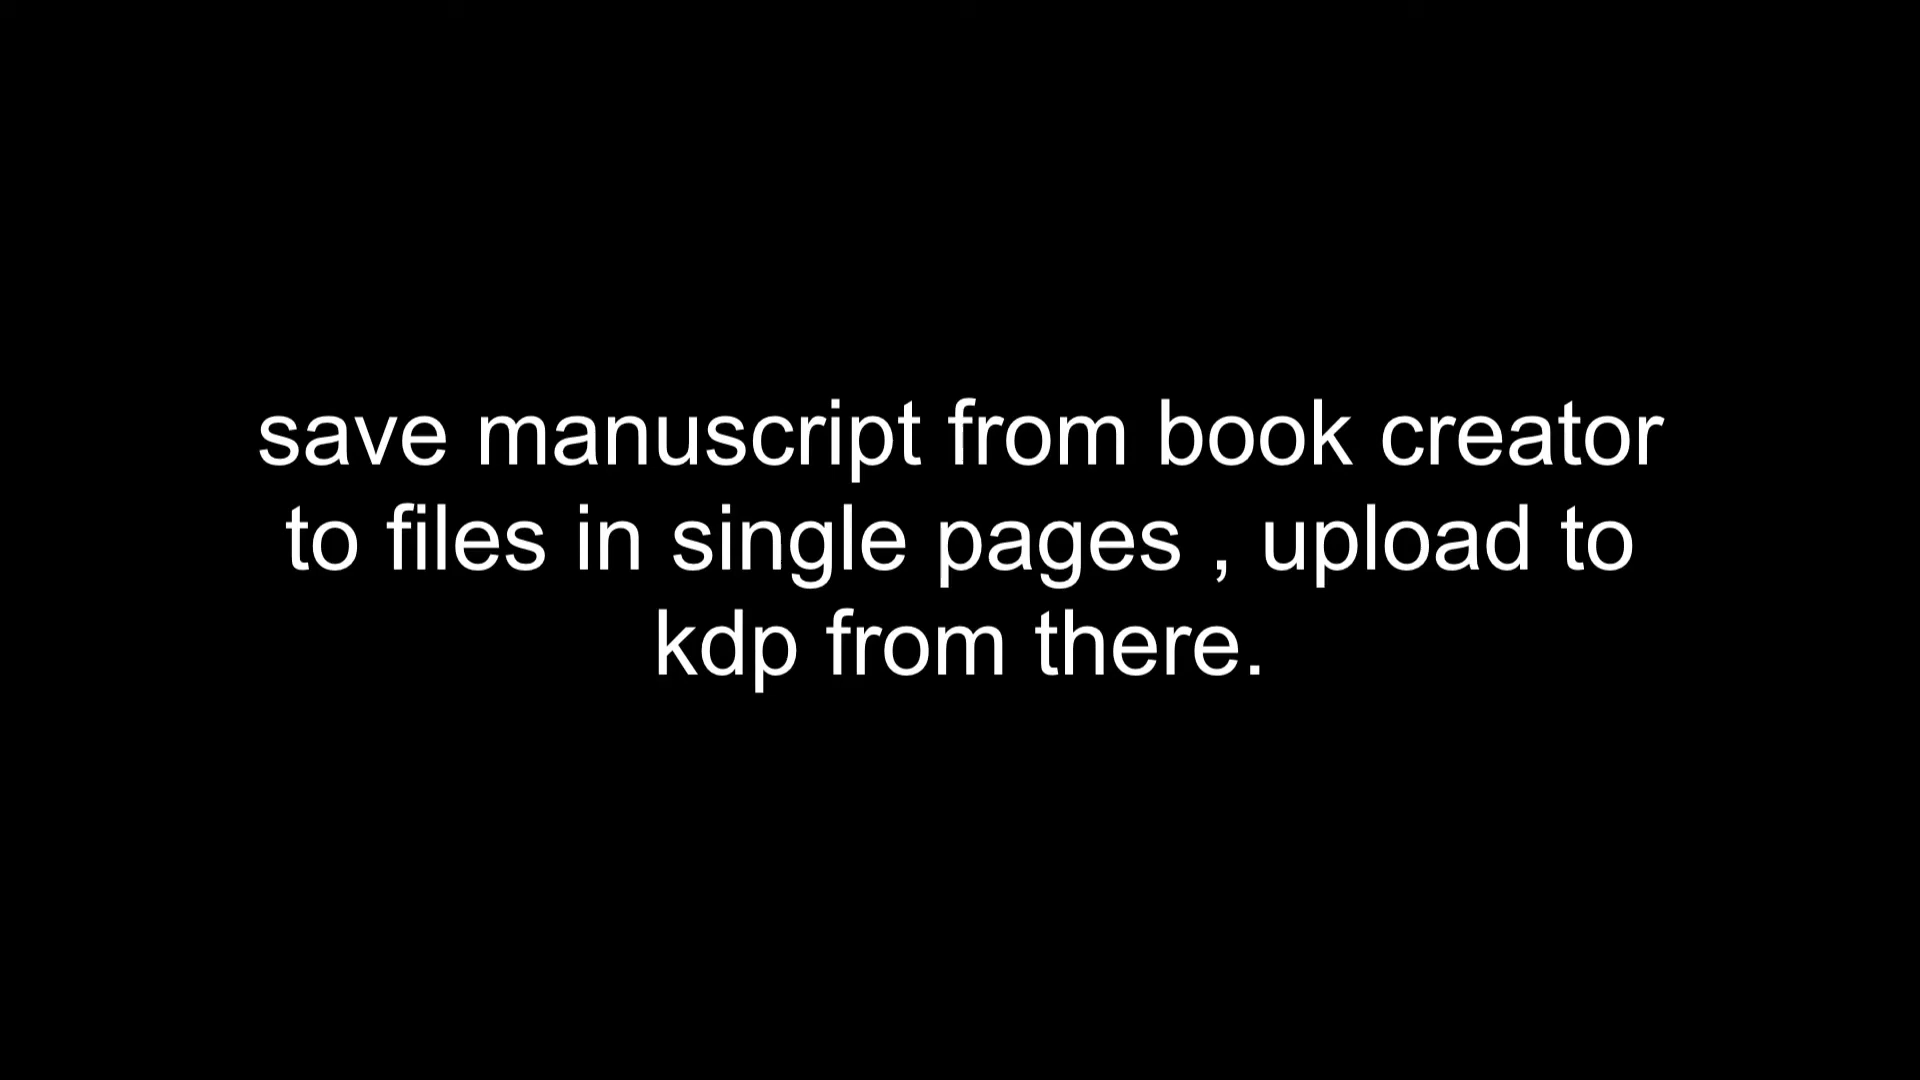 save manuscript from book creator
to files in single pages , upload to
kdp from there.